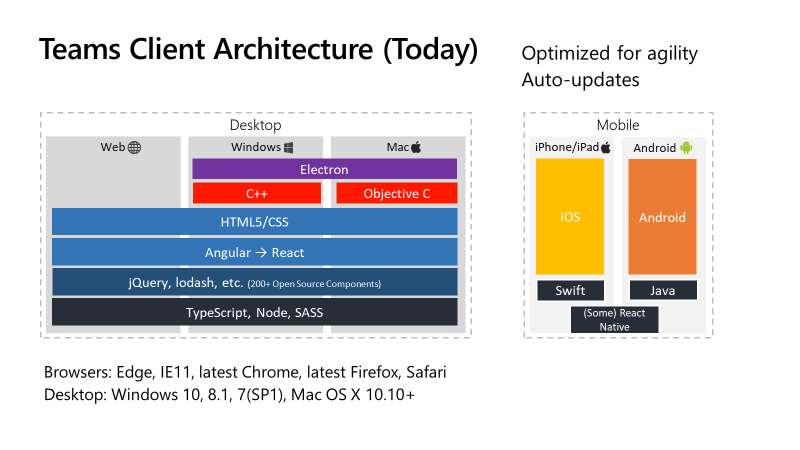 Teams Client Architecture (Today)
Optimized for agility
Auto-updates
Desktop
Web
Windows
Mac
Electron
C++
Objective C
HTML5/CSS
Angular → React
jQuery, lodash, etc. (200+ Open Source Components)
TypeScript, Node, SASS
Mobile
iPhone/iPad
Android
iOS
Android
Swift
Java
(Some) React
Native
Browsers: Edge, IE11, latest Chrome, latest Firefox, Safari
Desktop: Windows 10, 8.1, 7(SP1), Mac OS X 10.10+